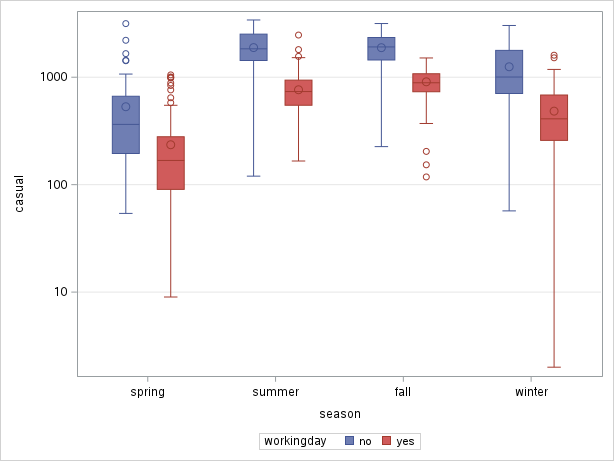 1000
100
10
casual
spring summer fall winter
season
workingday no yes